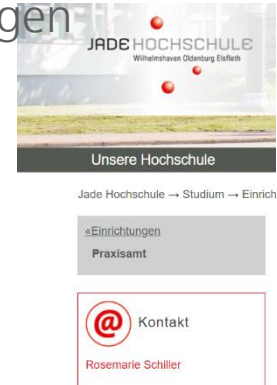 gen
JADE HOCHSCHULE
Wilhelmshaven Oldenburg Elsfleth
Unsere Hochschule
Jade Hochschule → Studium → Einrich
«Einrichtungen
Praxisamt
@ Kontakt
Rosemarie Schiller